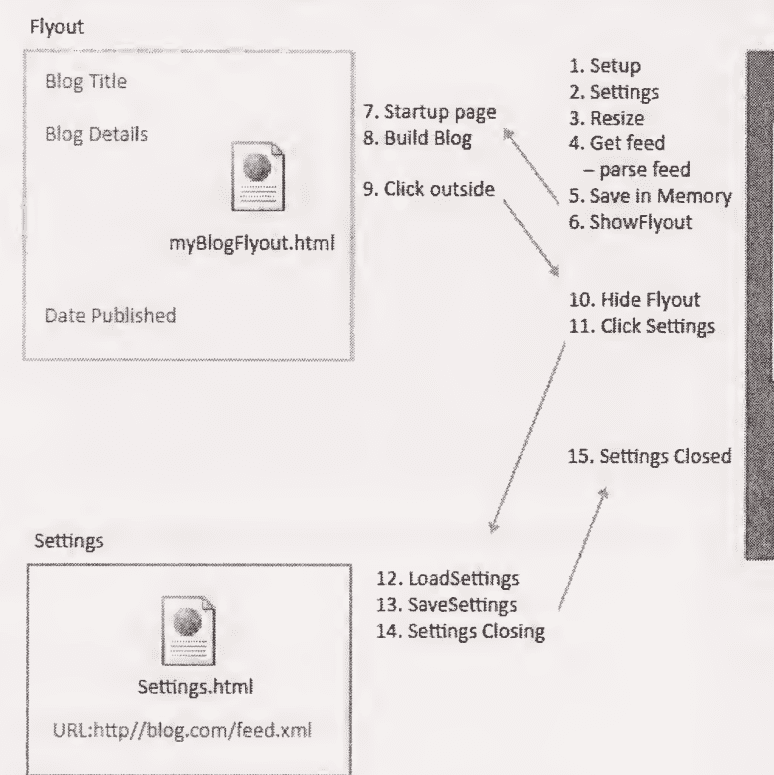 Flyout
Blog Title
Blog Details
myBlogFlyout.html
Date Published
7. Startup page
8. Build Blog
9. Click outside
1. Setup
2. Settings
3. Resize
4. Get feed
– parse feed
5. Save in Memory
6. ShowFlyout
10. Hide Flyout
11. Click Settings
15. Settings Closed
Settings
Settings.html
URL:http//blog.com/feed.xml
12. LoadSettings
13. SaveSettings
14. Settings Closing